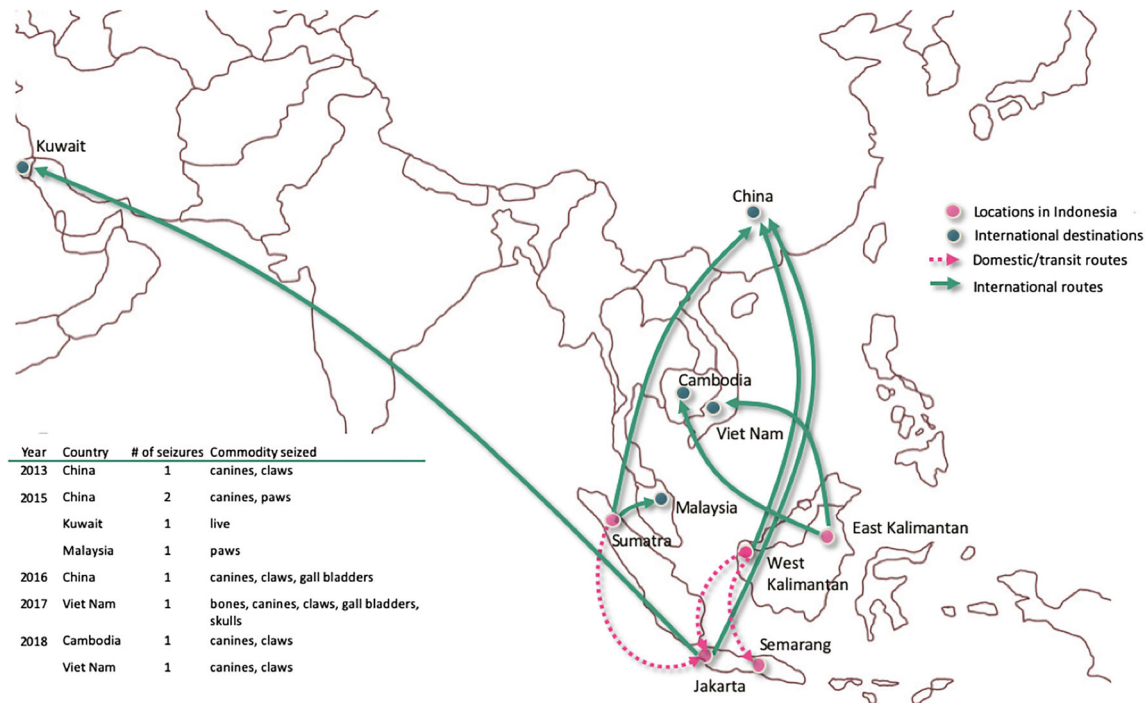 Kuwait
China
Locations in Indonesia
International destinations
Domestic/transit routes
International routes
Cambodia
Viet Nam
Malaysia
Sumatra
East Kalimantan
West
Kalimantan
Semarang
Jakarta
Year Country # of seizures Commodity seized
2013 China 1 canines, claws
2015 China 2 canines, paws
Kuwait 1 live
Malaysia 1 paws
2016 China 1 canines, claws, gall bladders
2017 Viet Nam 1 bones, canines, claws, gall bladders,
skulls
2018 Cambodia 1 canines, claws
Viet Nam 1 canines, claws